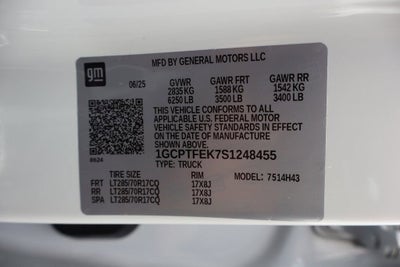 gm
MFD BY GENERAL MOTORS LLC
06/25 GVWR GAWR FRT GAWR RR
2835 KG 1588 KG 1542 KG
6250 LB 3500 LB 3400 LB
THIS VEHICLE CONFORMS TO ALL
APPLICABLE U.S. FEDERAL MOTOR
VEHICLE SAFETY STANDARDS IN EFFECT
ON THE DATE OF MANUFACTURE
SHOWN ABOVE.
1GCPTFEK7S1248455
8624 TYPE: TRUCK
MODEL: 7514H43
TIRE SIZE RIM
FRT LT285/70R17CQ 17X8J
RR LT285/70R17CQ 17X8J
SPA LT285/70R17CQ 17X8J